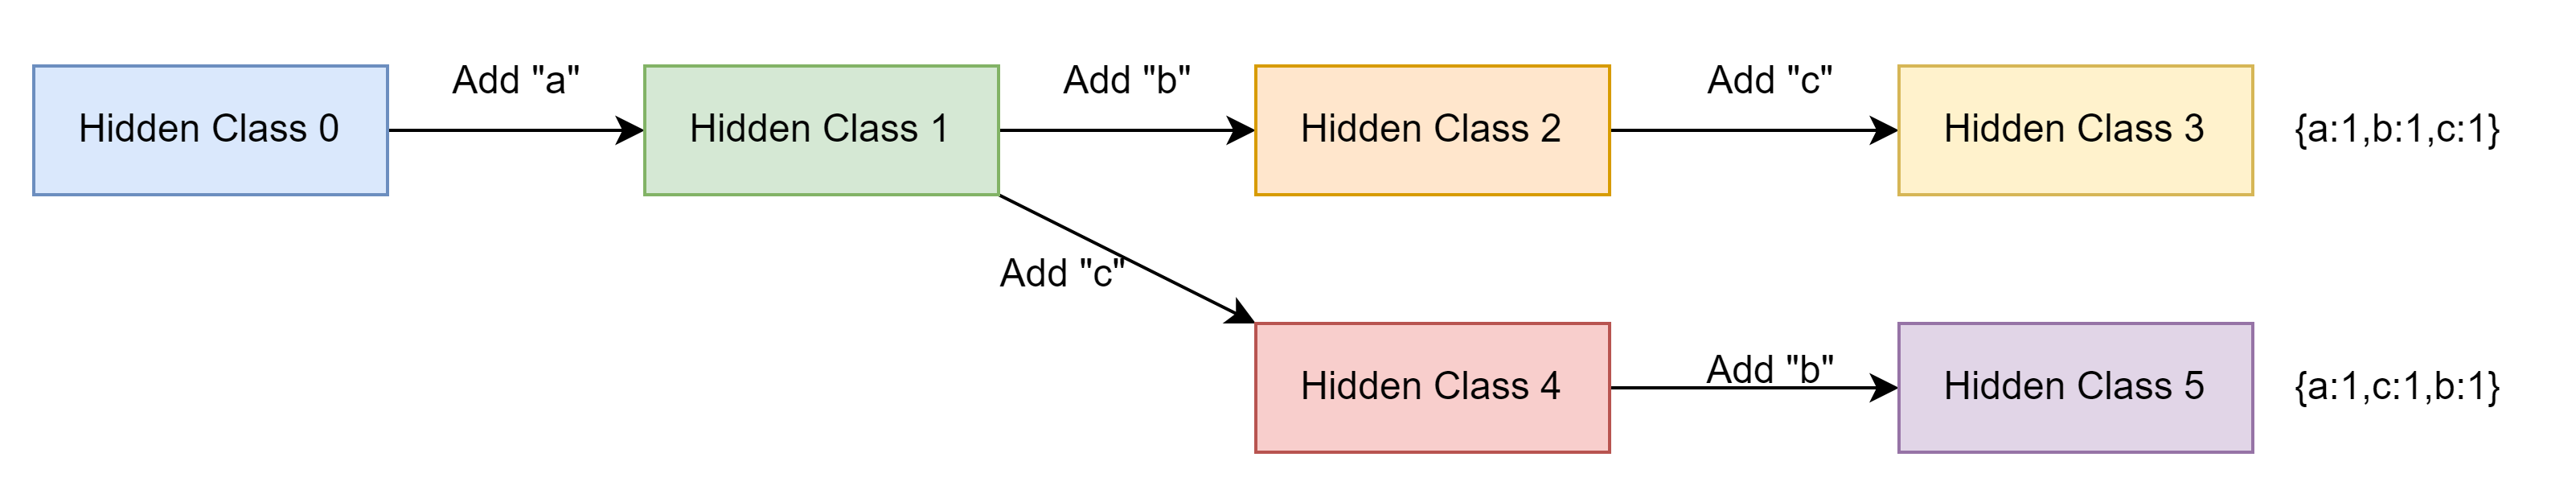 Hidden Class 0
Add "a"
Hidden Class 1
Add "b"
Hidden Class 2
Add "c"
Hidden Class 3
{a:1,b:1,c:1}
Add "c"
Hidden Class 4
Add "b"
Hidden Class 5
{a:1,c:1,b:1}